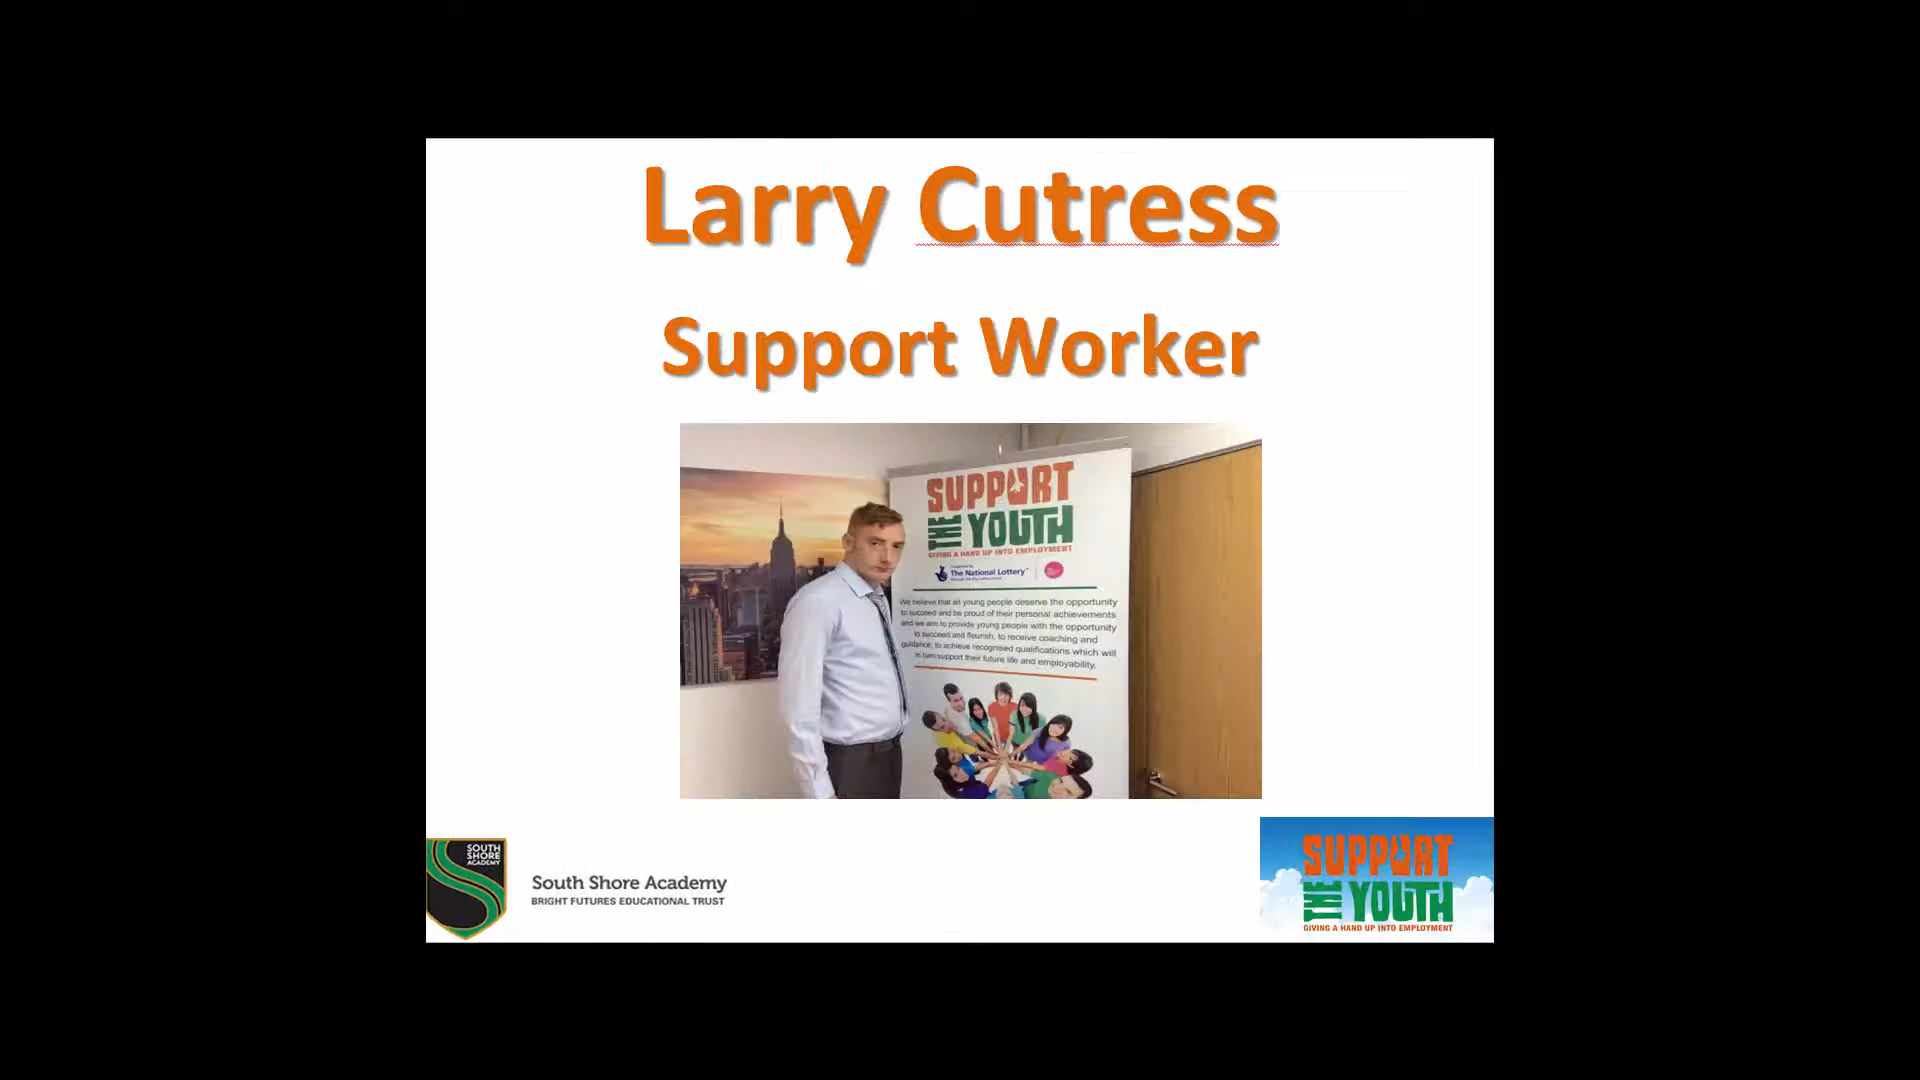 Larry Cutress
Support Worker
SUPPORT
THE YOUTH
GIVING A HAND UP INTO EMPLOYMENT
The National Lottery
We believe that all young people deserve the opportunity
to succeed and be proud of their personal achievements
and we aim to provide young people with the opportunity
to succeed and flourish, to receive coaching and
guidance, to achieve recognised qualifications which will
in turn support their future life and employability.
SOUTH
SHORE
ACADEMY
South Shore Academy
BRIGHT FUTURES EDUCATIONAL TRUST
SUPPORT
THE YOUTH
GIVING A HAND UP INTO EMPLOYMENT